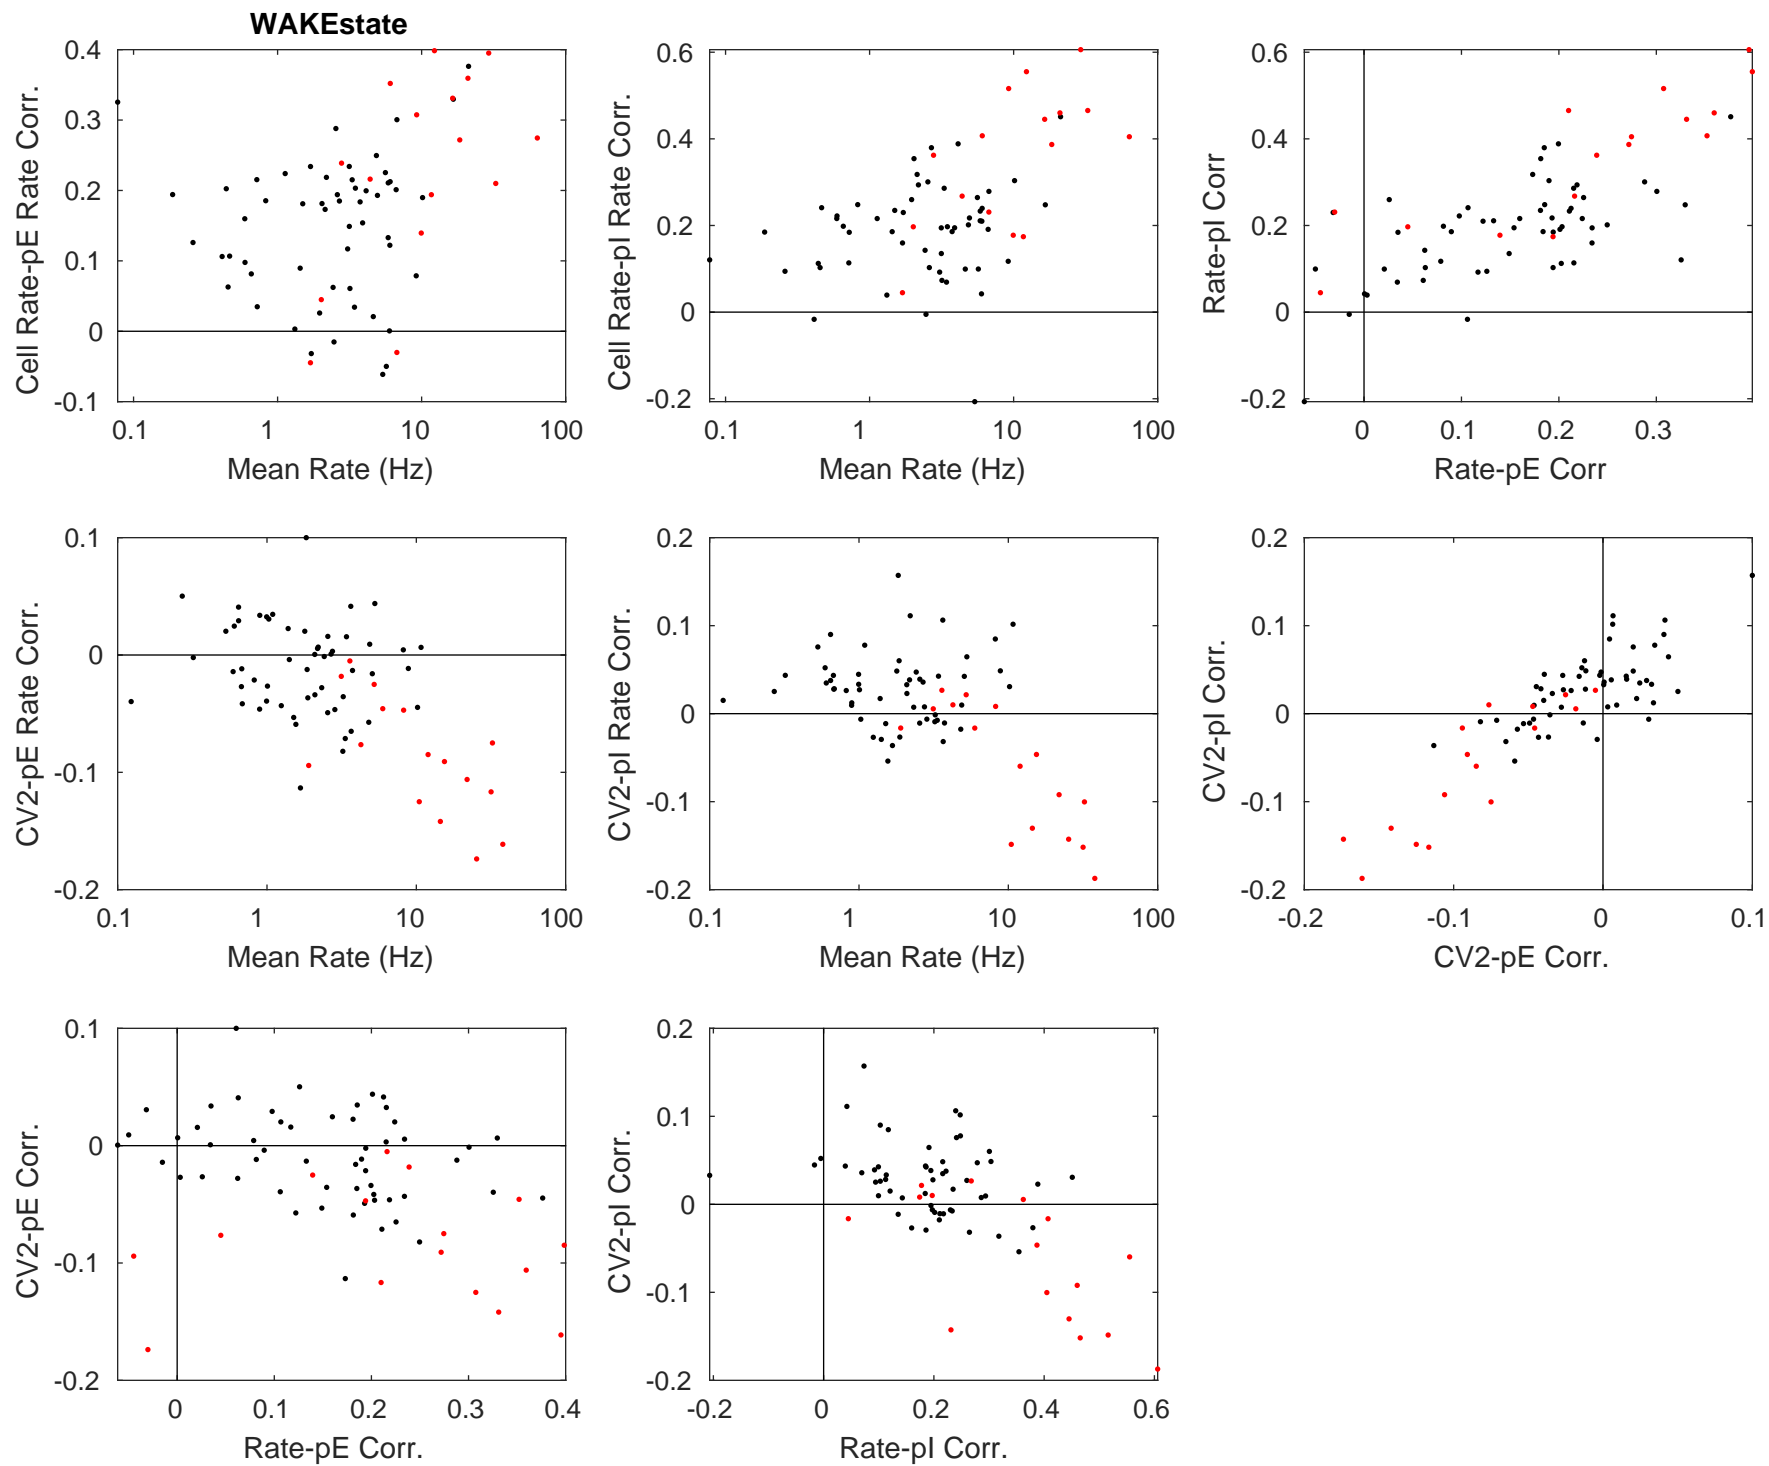 WAKEstate
0.4
0.3
0.2
0.1
0
-0.1
Cell Rate-pE Rate Corr.
0.1 1 10 100
Mean Rate (Hz)
0.6
0.4
0.2
0
-0.2
Cell Rate-pI Rate Corr.
0.1 1 10 100
Mean Rate (Hz)
0.6
0.4
0.2
0
-0.2
Rate-pI Corr
0 0.1 0.2 0.3
Rate-pE Corr
0.1
0
-0.1
-0.2
CV2-pE Rate Corr.
0.1 1 10 100
Mean Rate (Hz)
0.2
0.1
0
-0.1
-0.2
CV2-pI Rate Corr.
0.1 1 10 100
Mean Rate (Hz)
0.2
0.1
0
-0.1
-0.2
CV2-pI Corr.
-0.2 -0.1 0 0.1
CV2-pE Corr.
0.1
0
-0.1
-0.2
CV2-pE Corr.
0 0.1 0.2 0.3 0.4
Rate-pE Corr.
0.2
0.1
0
-0.1
-0.2
CV2-pI Corr.
-0.2 0 0.2 0.4 0.6
Rate-pI Corr.